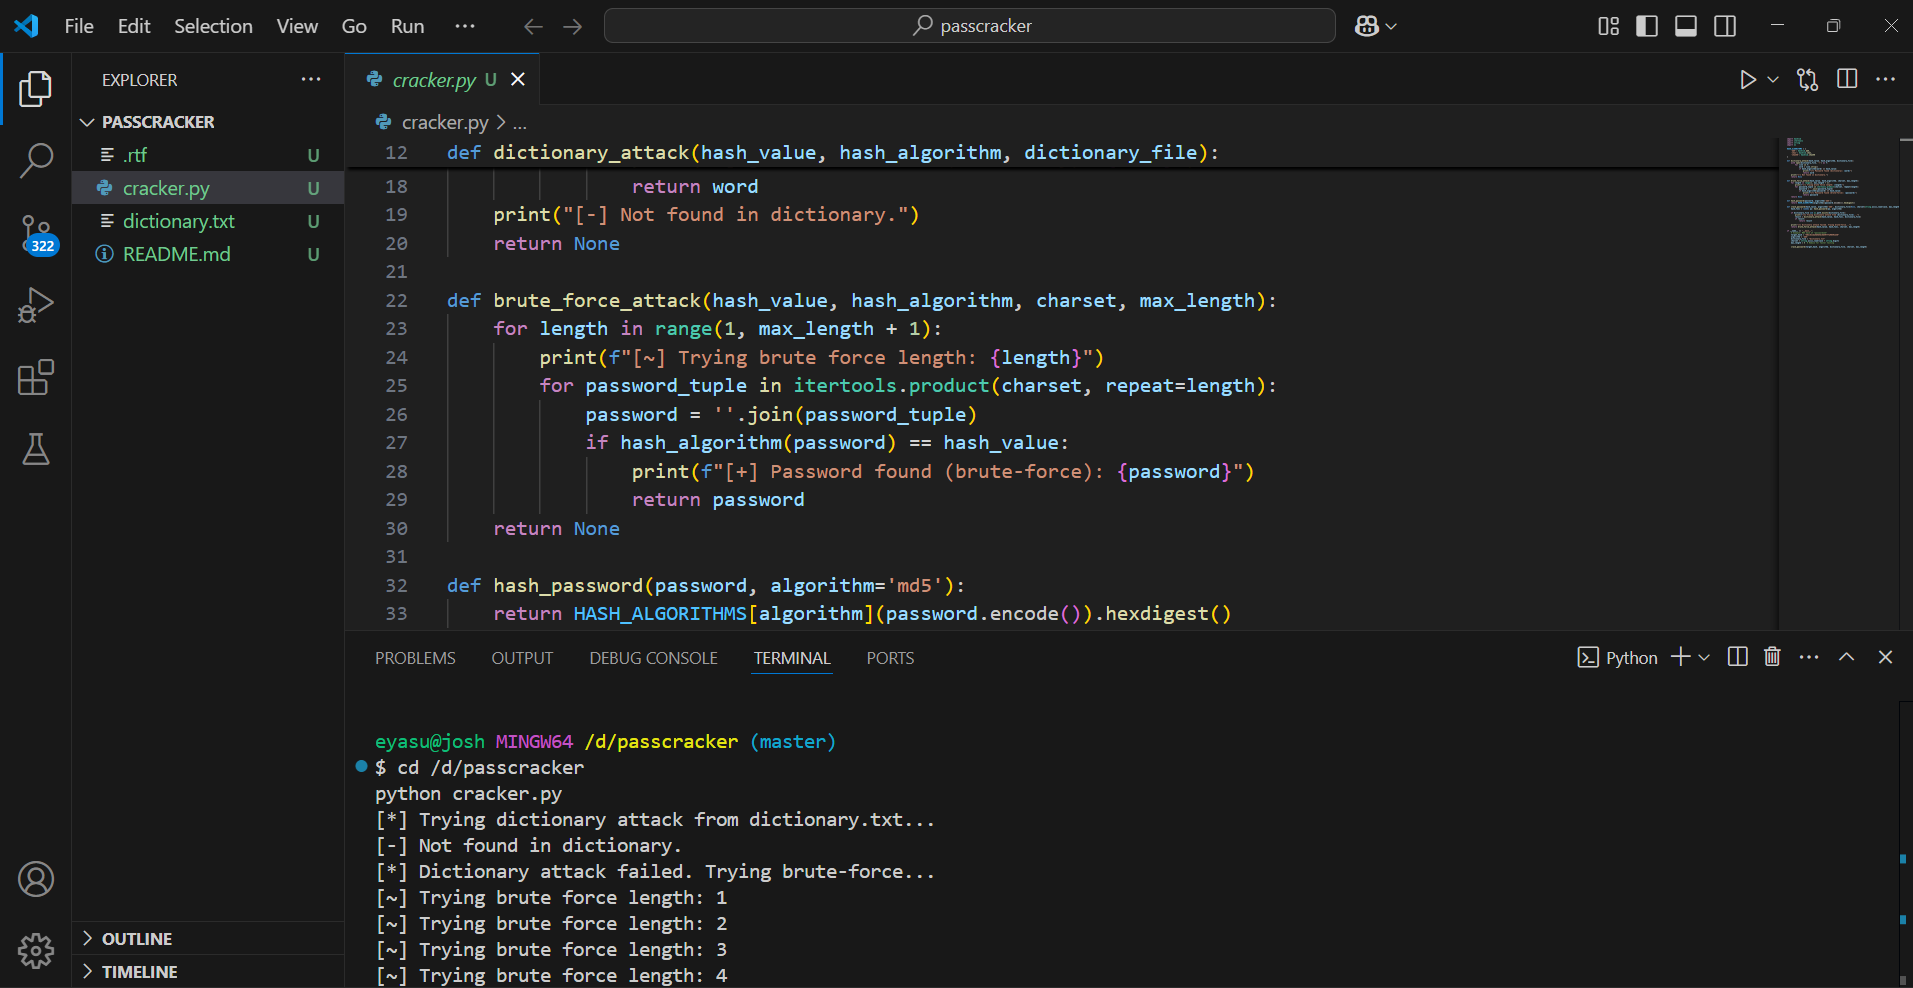 File Edit Selection View Go Run ···
passcracker
EXPLORER ···
PASSCRACKER
.rtf U
cracker.py U
dictionary.txt U
README.md U
322
OUTLINE
TIMELINE
cracker.py U
cracker.py > ...
12 def dictionary_attack(hash_value, hash_algorithm, dictionary_file):
18 return word
19 print("[-] Not found in dictionary.")
20 return None
21
22 def brute_force_attack(hash_value, hash_algorithm, charset, max_length):
23 for length in range(1, max_length + 1):
24 print(f"[~] Trying brute force length: {length}")
25 for password_tuple in itertools.product(charset, repeat=length):
26 password = ''.join(password_tuple)
27 if hash_algorithm(password) == hash_value:
28 print(f"[+] Password found (brute-force): {password}")
29 return password
30 return None
31
32 def hash_password(password, algorithm='md5'):
33 return HASH_ALGORITHMS[algorithm](password.encode()).hexdigest()
PROBLEMS OUTPUT DEBUG CONSOLE TERMINAL PORTS
Python
eyasu@josh MINGW64 /d/passcracker (master)
$ cd /d/passcracker
python cracker.py
[*] Trying dictionary attack from dictionary.txt...
[-] Not found in dictionary.
[*] Dictionary attack failed. Trying brute-force...
[~] Trying brute force length: 1
[~] Trying brute force length: 2
[~] Trying brute force length: 3
[~] Trying brute force length: 4